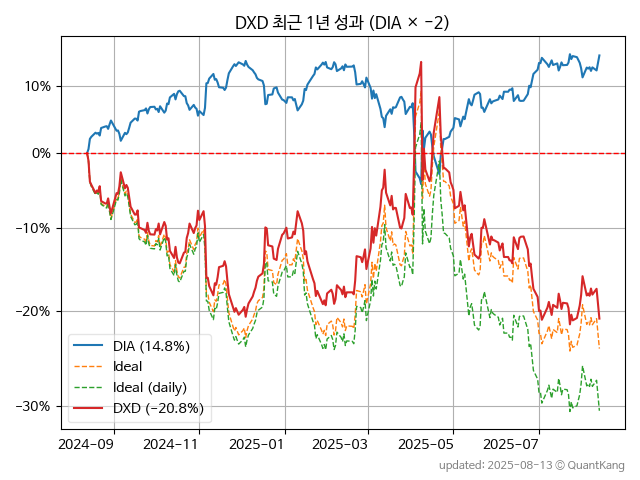 DXD 최근 1년 성과 (DIA × −2)
10%
0%
−10%
−20%
−30%
DIA (14.8%)
Ideal
Ideal (daily)
DXD (−20.8%)
2024−09
2024−11
2025−01
2025−03
2025−05
2025−07
updated: 2025-08-13 © QuantKang